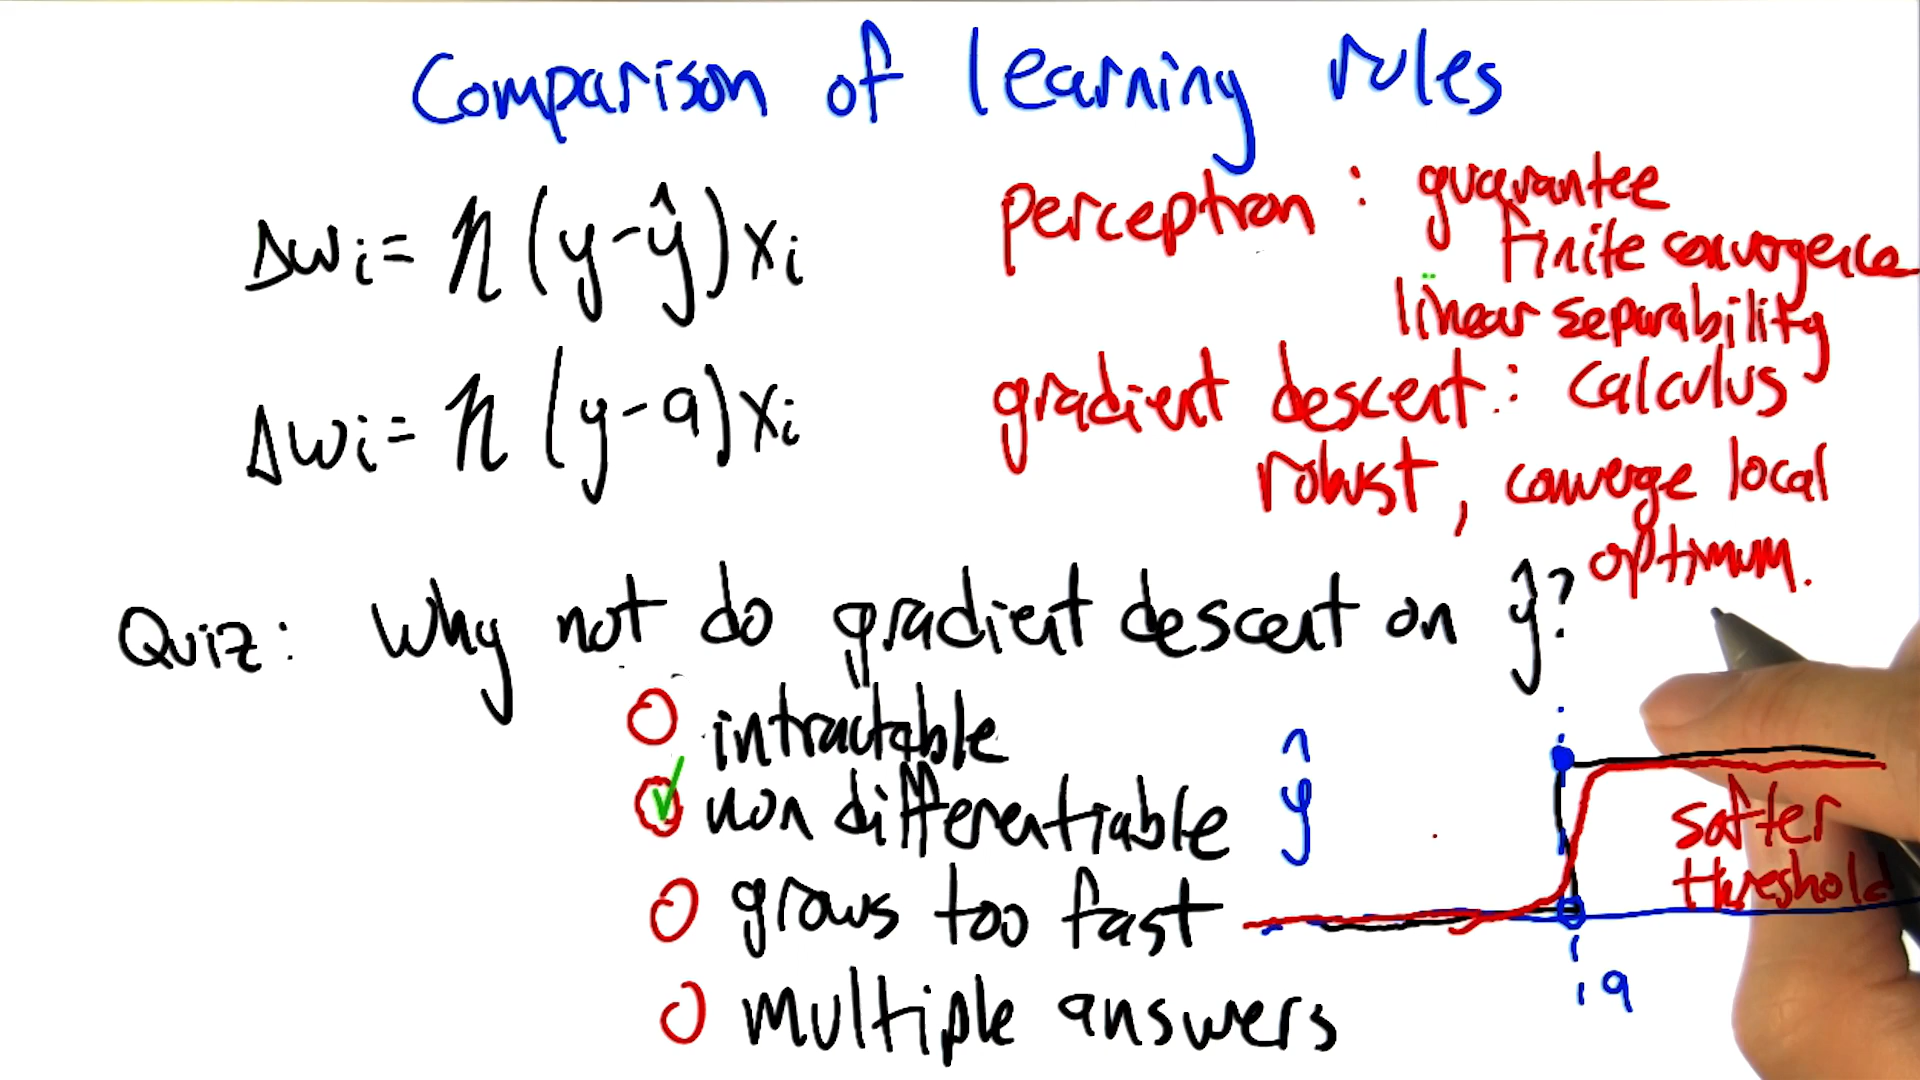 Comparison of learning rules
Δwi = η (y-ŷ) xi
perceptron : guarantee
finite convergence
linear separability
Δwi = η (y-a) xi
gradient descent : calculus
robust, converge local
optimum.
Quiz: Why not do gradient descent on ŷ?
intractable
non differentiable
grows too fast
multiple answers
ŷ
softer
threshold
a